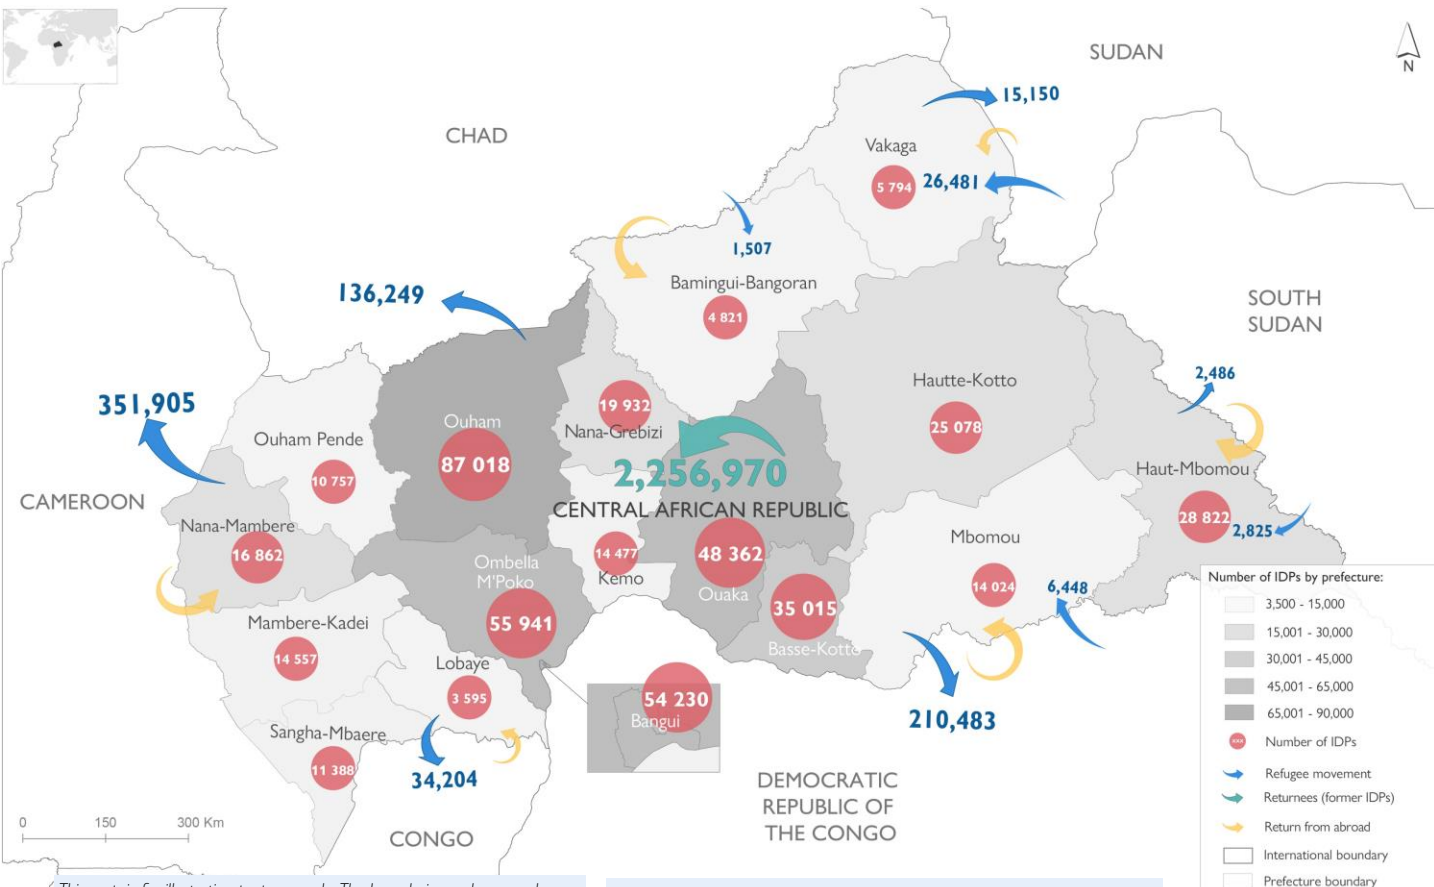 SUDAN
N
15,150
CHAD
Vakaga
5 794
26,481
1,507
136,249
Bamingui-Bangoran
4 821
SOUTH
SUDAN
2,486
351,905
Hautte-Kotto
25 078
19 932
Nana-Grebizi
Ouham
87 018
Ouham Pende
10 757
2,256,970
CENTRAL AFRICAN REPUBLIC
Haut-Mbomou
28 822
2,825
CAMEROON
Nana-Mambere
16 862
Mbomou
14 024
6,448
48 362
Ouaka
14 477
Kemo
Ombella
M'Poko
55 941
35 015
Basse-Kotto
Mambere-Kadei
14 557
Lobaye
3 595
54 230
Bangui
210,483
Sangha-Mbaere
11 388
34,204
DEMOCRATIC
REPUBLIC OF
THE CONGO
CONGO
0 150 300 Km
Number of IDPs by prefecture:
3,500 - 15,000
15,001 - 30,000
30,001 - 45,000
45,001 - 65,000
65,001 - 90,000
xxx Number of IDPs
Refugee movement
Returnees (former IDPs)
Return from abroad
International boundary
Prefecture boundary